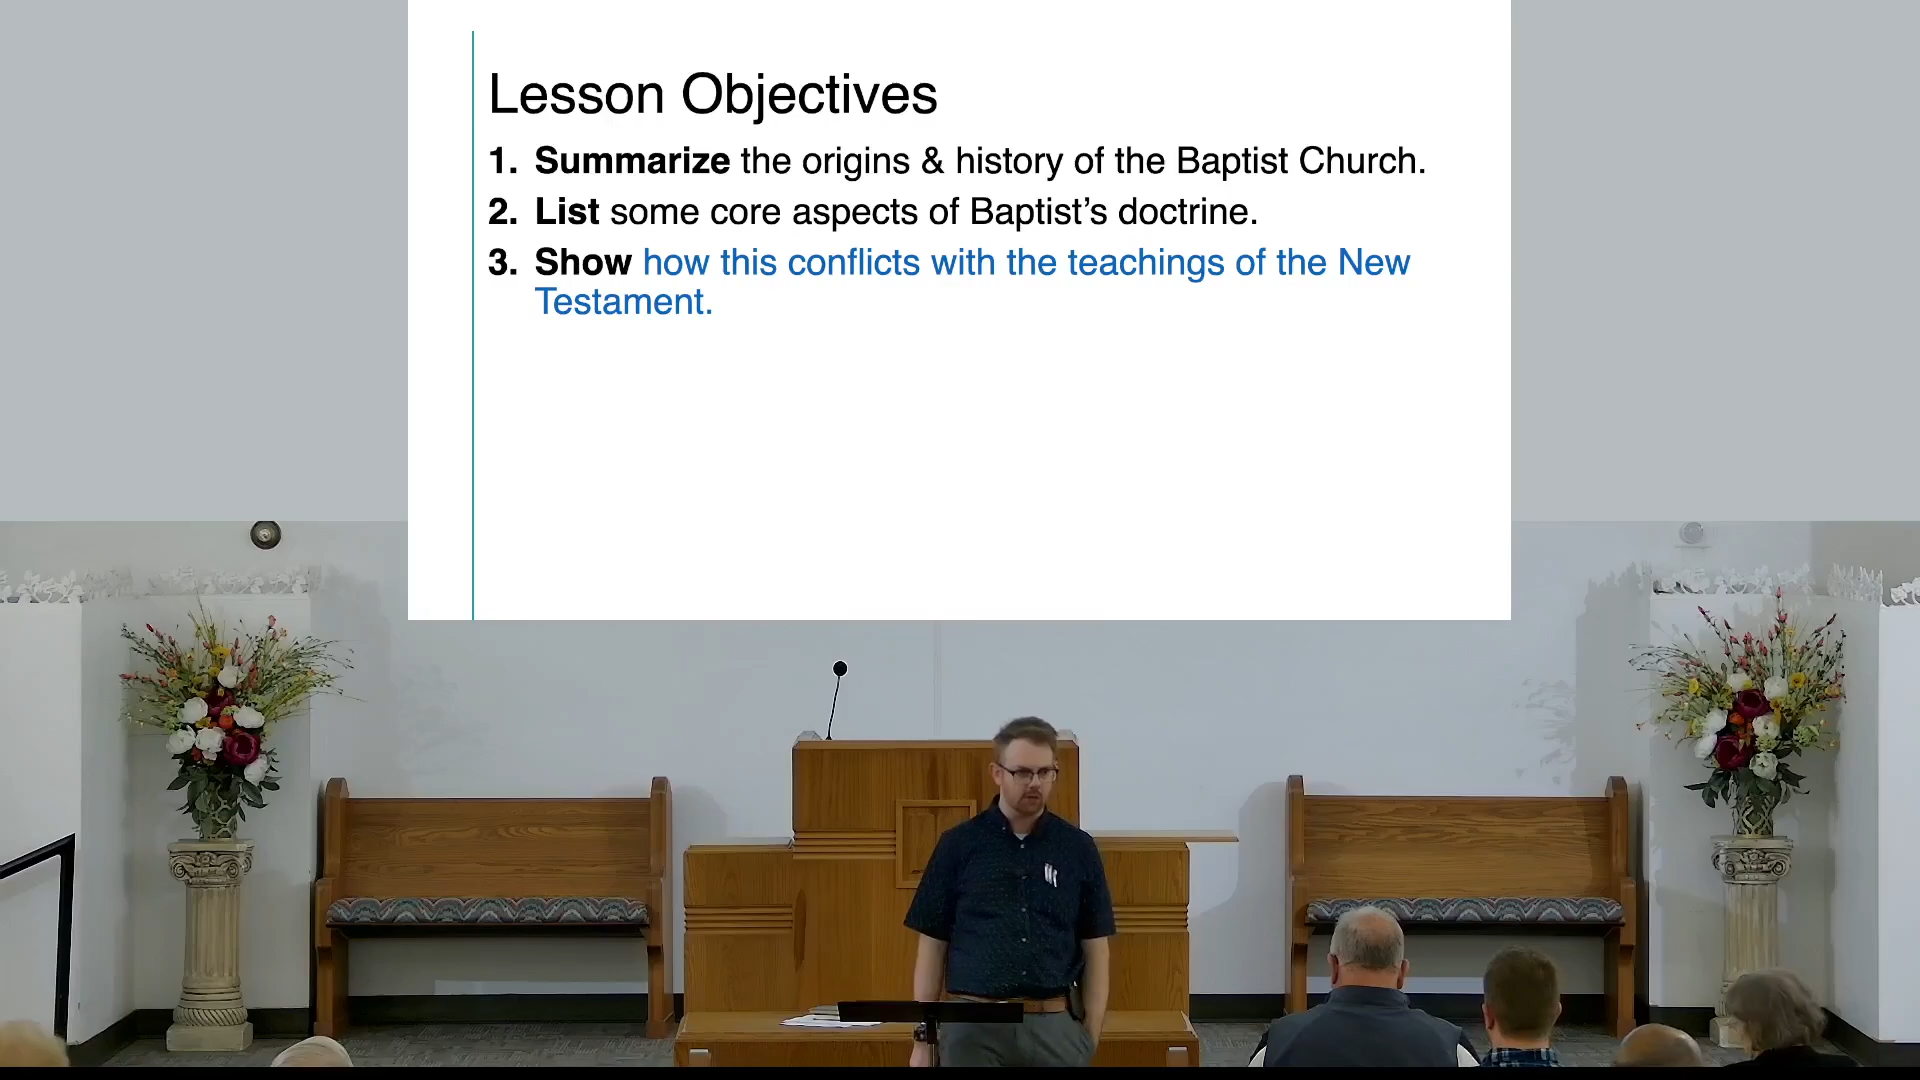 Lesson Objectives
1. Summarize the origins & history of the Baptist Church.
2. List some core aspects of Baptist's doctrine.
3. Show how this conflicts with the teachings of the New
Testament.